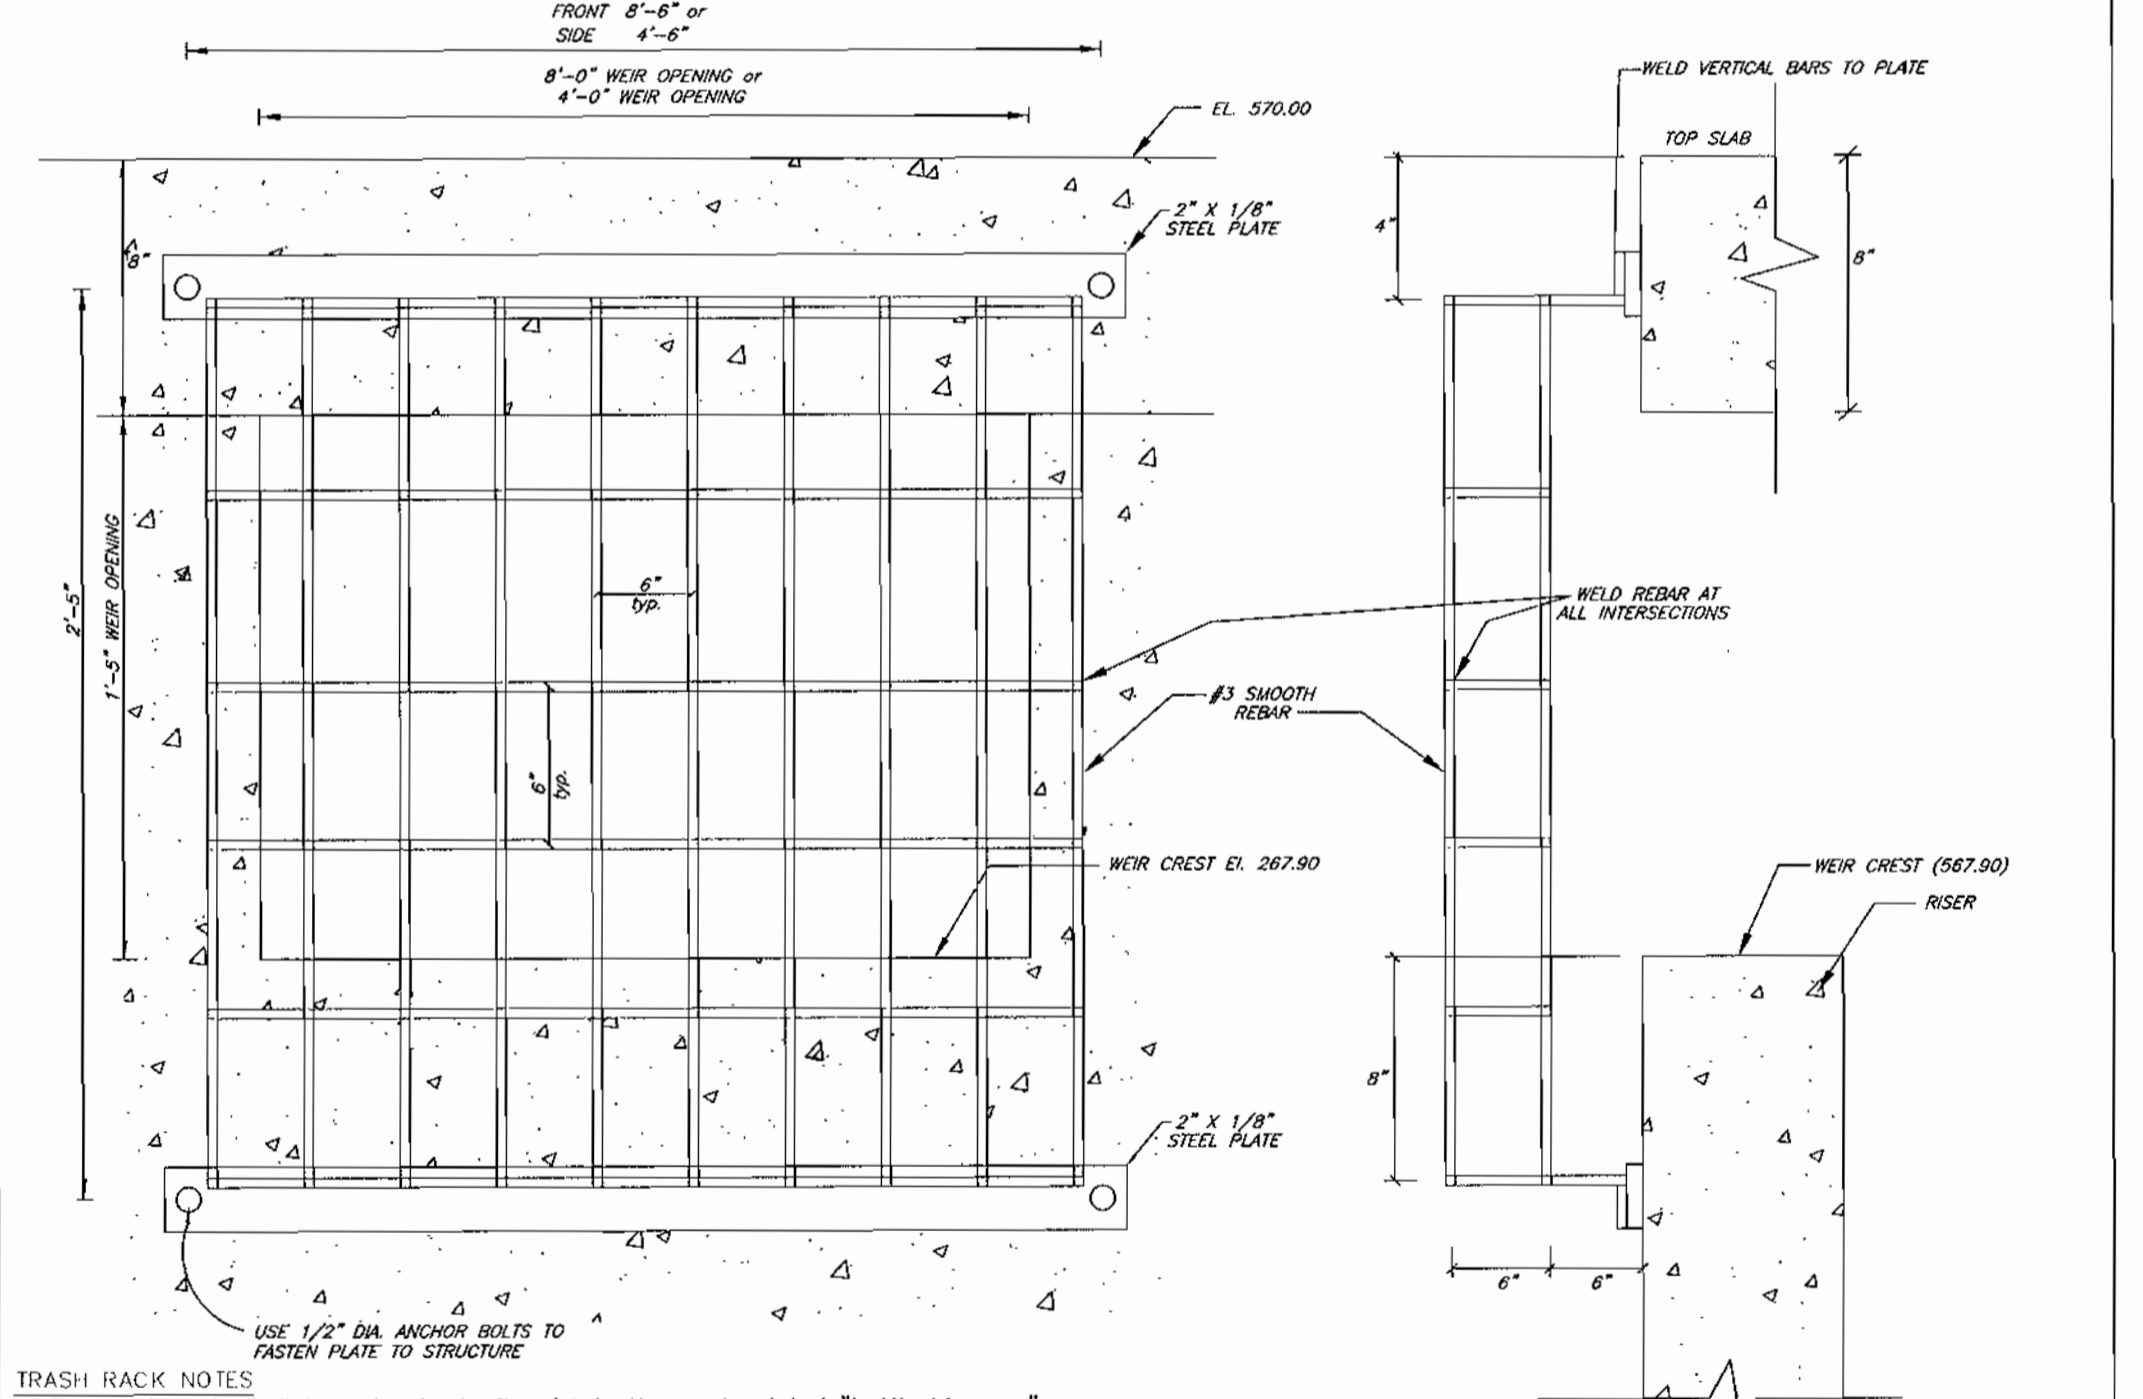 FRONT 8'-6" or
SIDE 4'-6"
8'-0" WEIR OPENING or
4'-0" WEIR OPENING
EL. 570.00
2" X 1/8"
STEEL PLATE
8"
2'-5"
1'-5" WEIR OPENING
6"
typ.
6"
typ.
WEIR CREST El. 267.90
2" X 1/8"
STEEL PLATE
USE 1/2" DIA. ANCHOR BOLTS TO
FASTEN PLATE TO STRUCTURE
WELD VERTICAL BARS TO PLATE
TOP SLAB
4"
8"
WELD REBAR AT
ALL INTERSECTIONS
#3 SMOOTH
REBAR
WEIR CREST (567.90)
RISER
8"
6"
6"
TRASH RACK NOTES